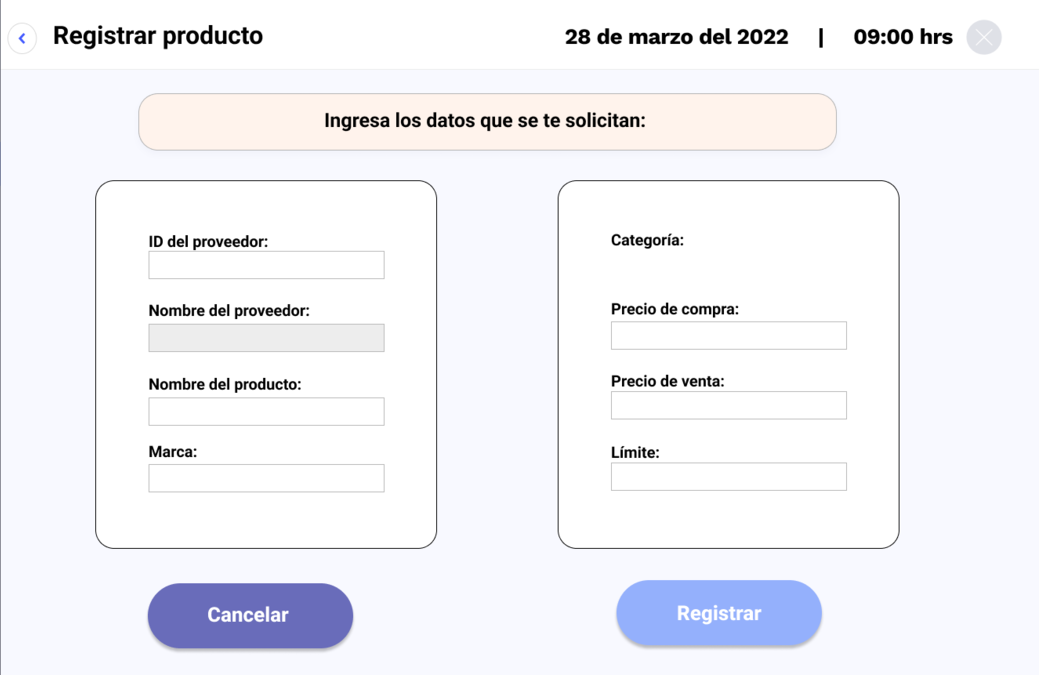 Registrar producto
28 de marzo del 2022 | 09:00 hrs
Ingresa los datos que se te solicitan:
ID del proveedor:
Nombre del proveedor:
Nombre del producto:
Marca:
Categoría:
Precio de compra:
Precio de venta:
Límite:
Cancelar
Registrar